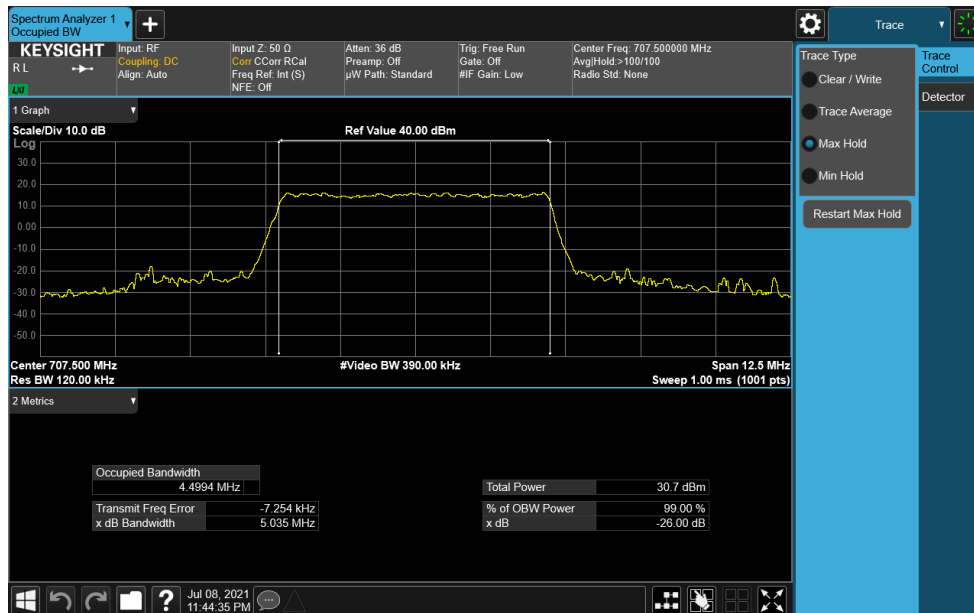 Spectrum Analyzer 1
Occupied BW
+
Trace
KEYSIGHT
R L
LXI
Input: RF
Coupling: DC
Align: Auto
Input Z: 50 Ω
Corr CCorr RCal
Freq Ref: Int (S)
NFE: Off
Atten: 36 dB
Preamp: Off
µW Path: Standard
Trig: Free Run
Gate: Off
#IF Gain: Low
Center Freq: 707.500000 MHz
Avg|Hold:>100/100
Radio Std: None
Trace Type
Clear / Write
Trace Average
Max Hold
Min Hold
Restart Max Hold
Trace
Control
Detector
1 Graph
Scale/Div 10.0 dB
Ref Value 40.00 dBm
Log
30.0
20.0
10.0
0.00
-10.0
-20.0
-30.0
-40.0
-50.0
Center 707.500 MHz
#Video BW 390.00 kHz
Span 12.5 MHz
Res BW 120.00 kHz
Sweep 1.00 ms (1001 pts)
2 Metrics
Occupied Bandwidth
4.4994 MHz
Total Power 30.7 dBm
Transmit Freq Error -7.254 kHz
% of OBW Power 99.00 %
x dB Bandwidth 5.035 MHz
x dB -26.00 dB
?
Jul 08, 2021
11:44:35 PM